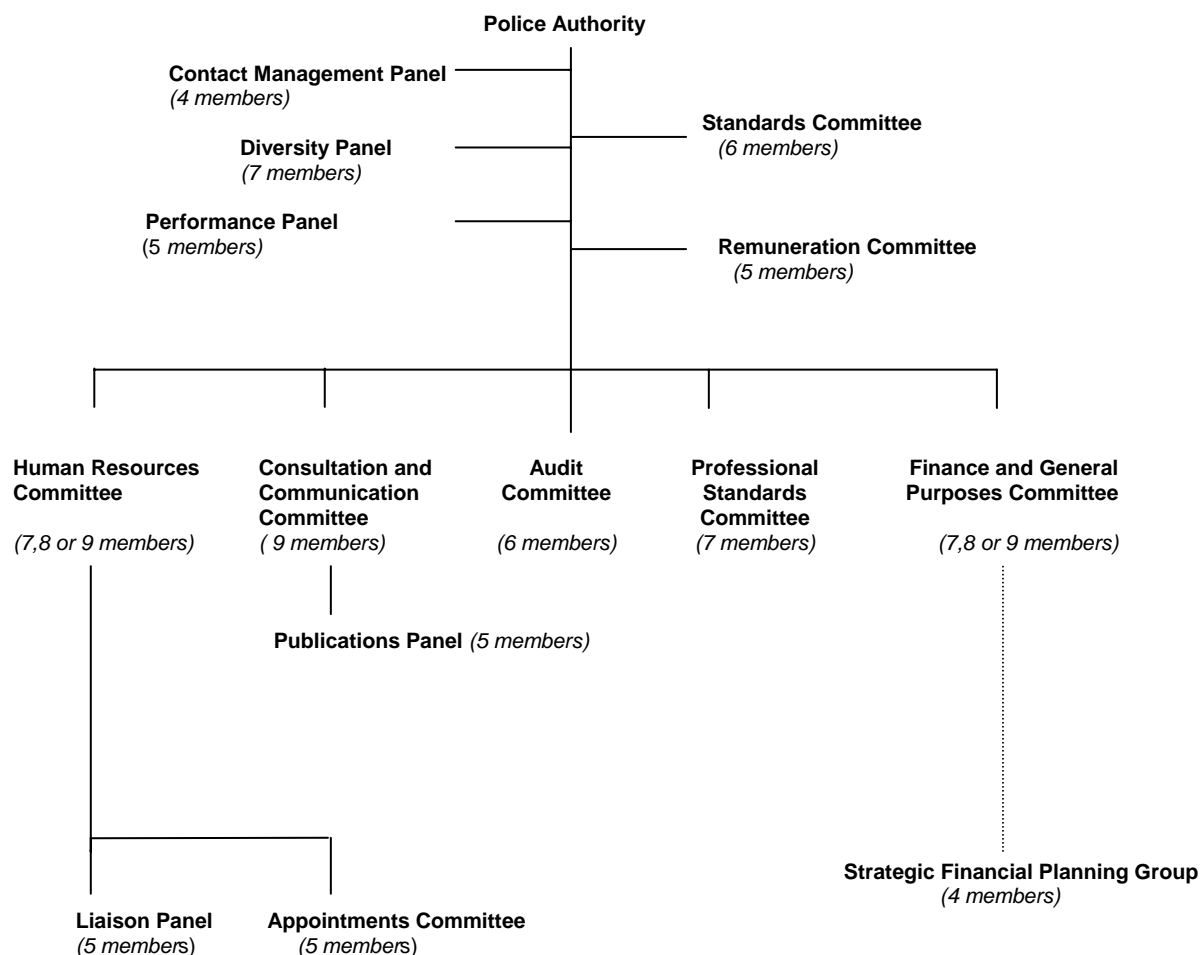 Police Authority
Contact Management Panel
(4 members)
Standards Committee
(6 members)
Diversity Panel
(7 members)
Performance Panel
(5 members)
Remuneration Committee
(5 members)
Human Resources
Committee
(7,8 or 9 members)
Consultation and
Communication
Committee
( 9 members)
Audit
Committee
(6 members)
Professional
Standards
Committee
(7 members)
Finance and General
Purposes Committee
(7,8 or 9 members)
Publications Panel (5 members)
Strategic Financial Planning Group
(4 members)
Liaison Panel
(5 members)
Appointments Committee
(5 members)